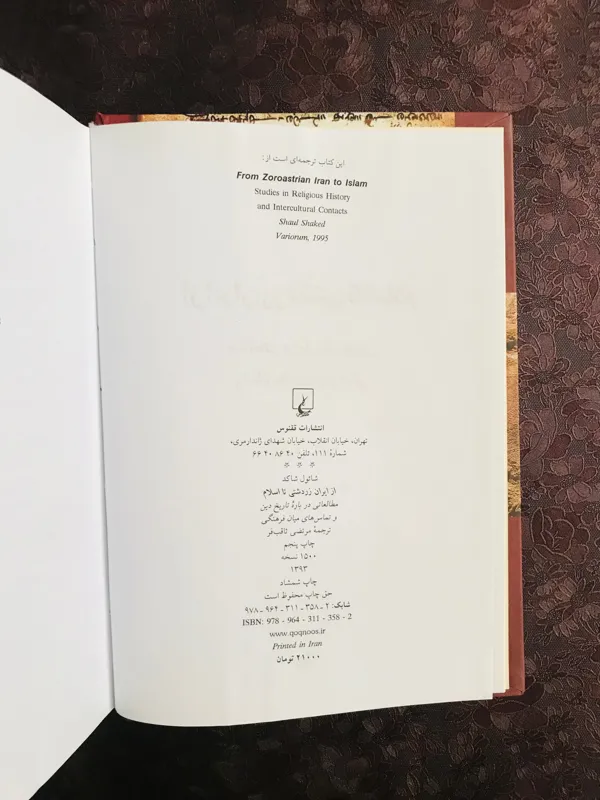 این کتاب ترجمه‌ای است از:
From Zoroastrian Iran to Islam
Studies in Religious History
and Intercultural Contacts
Shaul Shaked
Variorum, 1995
انتشارات ققنوس
تهران، خیابان انقلاب، خیابان شهدای ژاندارمری،
شمارهٔ ۱۱۱، تلفن ۲۰ ۸۶ ۴۰ ۶۶
* * *
شائول شاکد
از ایران زردشتی تا اسلام
مطالعاتی در بارهٔ تاریخ دین
و تماس‌های میان فرهنگی
ترجمهٔ مرتضی ثاقب‌فر
چاپ پنجم
۱۵۰۰ نسخه
۱۳۹۳
چاپ شمشاد
حق چاپ محفوظ است
شابک: ۲ ـ ۳۵۸ ـ ۳۱۱ ـ ۹۶۴ ـ ۹۷۸
ISBN: 978 - 964 - 311 - 358 - 2
www.qoqnoos.ir
Printed in Iran
۲۱۰۰۰ تومان